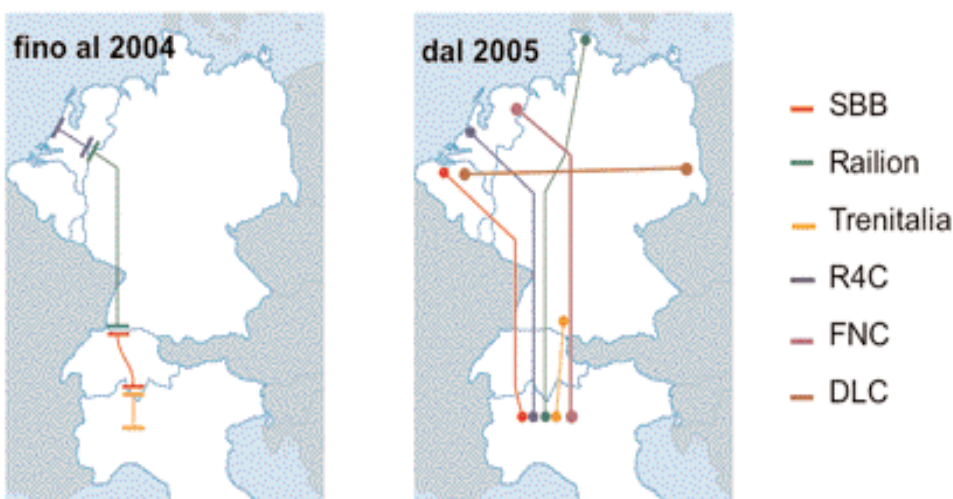 fino al 2004
dal 2005
SBB
Railion
Trenitalia
R4C
FNC
DLC